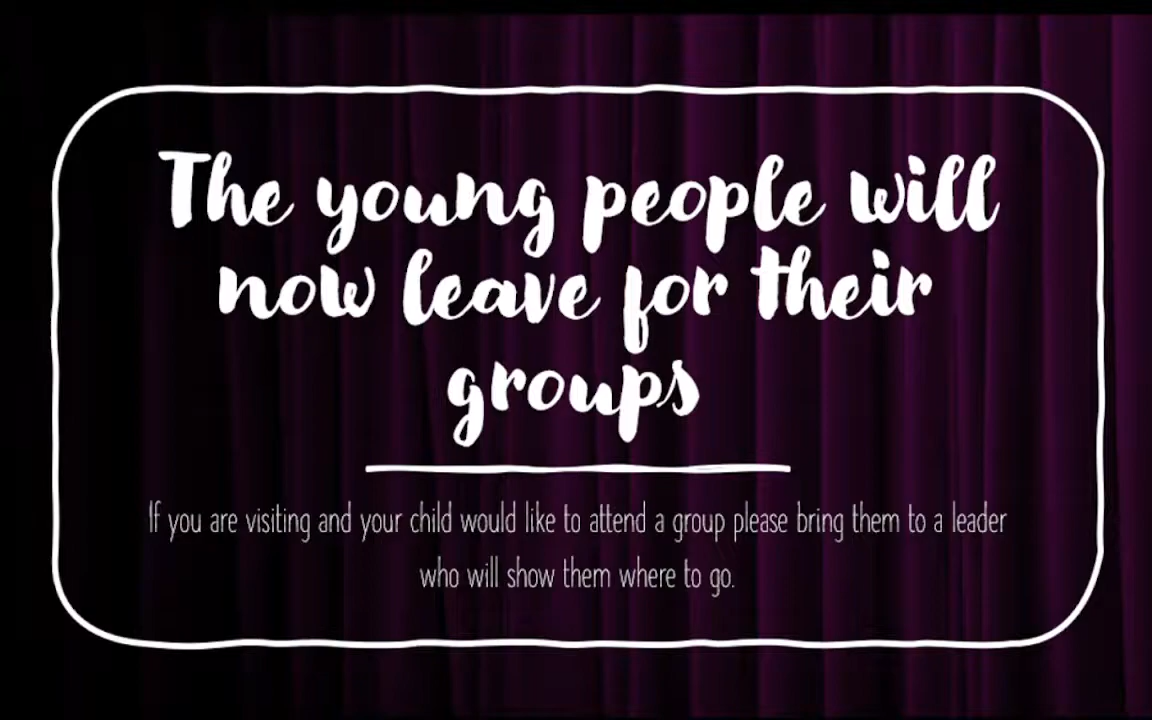 The young people will
now leave for their
groups
If you are visiting and your child would like to attend a group please bring them to a leader
who will show them where to go.